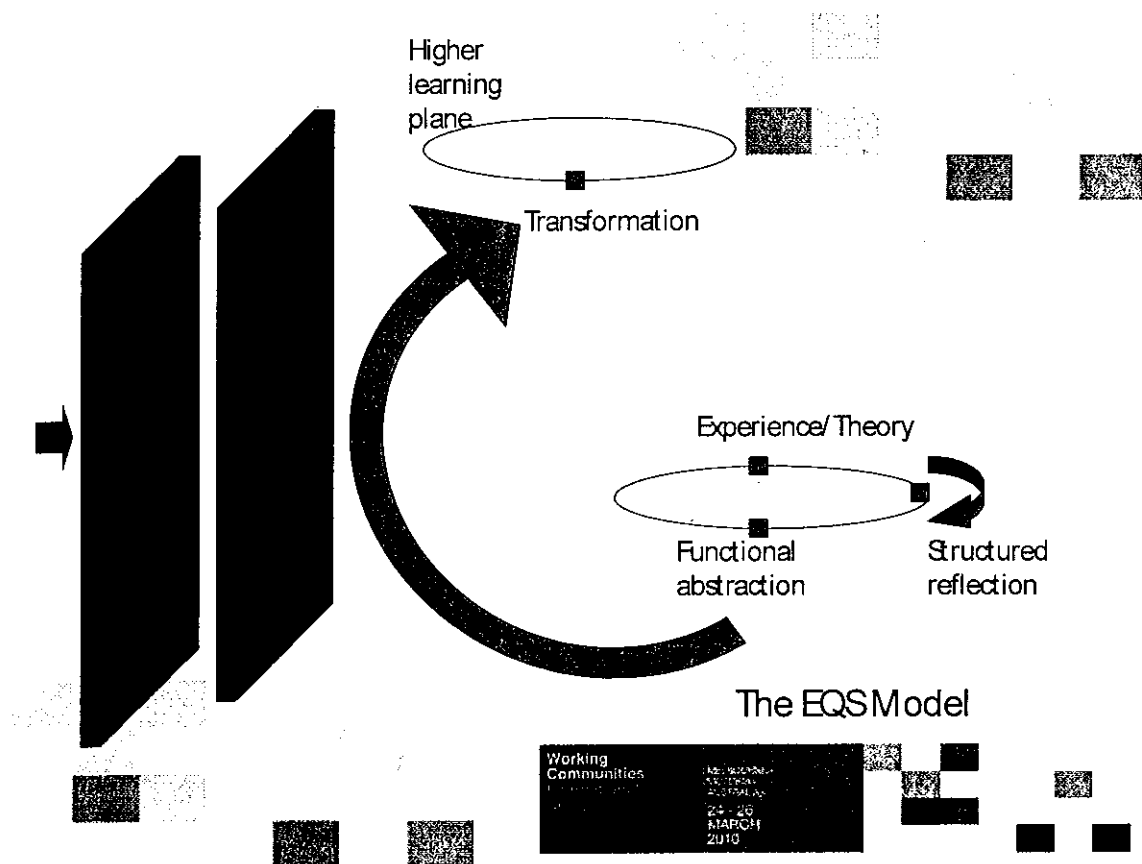 Higher
learning
plane
Transformation
Experience/Theory
Functional
abstraction
Structured
reflection
The EQS Model
Working
Communities
24 - 26
MARCH
2010